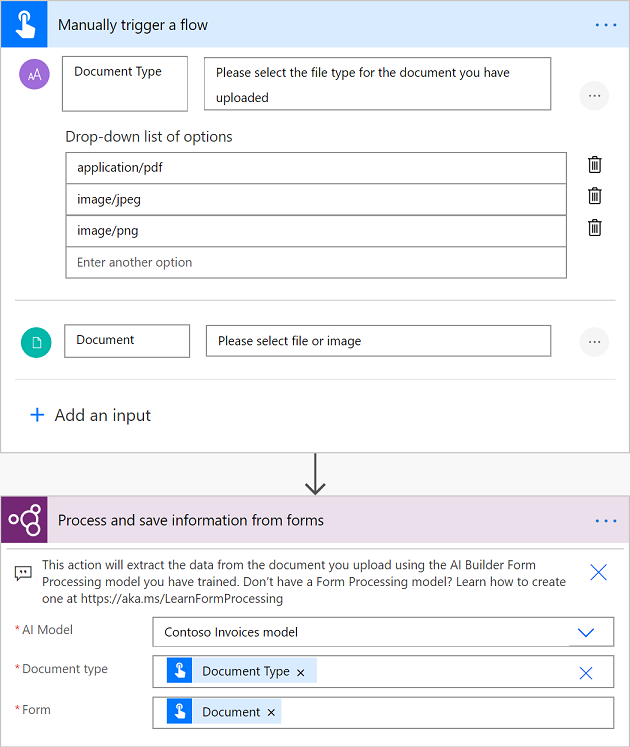 Manually trigger a flow
AA
Document Type
Please select the file type for the document you have
uploaded
Drop-down list of options
application/pdf
image/jpeg
image/png
Enter another option
Document
Please select file or image
+ Add an input
Process and save information from forms
This action will extract the data from the document you upload using the AI Builder Form
Processing model you have trained. Don't have a Form Processing model? Learn how to create
one at https://aka.ms/LearnFormProcessing
* AI Model
Contoso Invoices model
* Document type
Document Type ×
* Form
Document ×